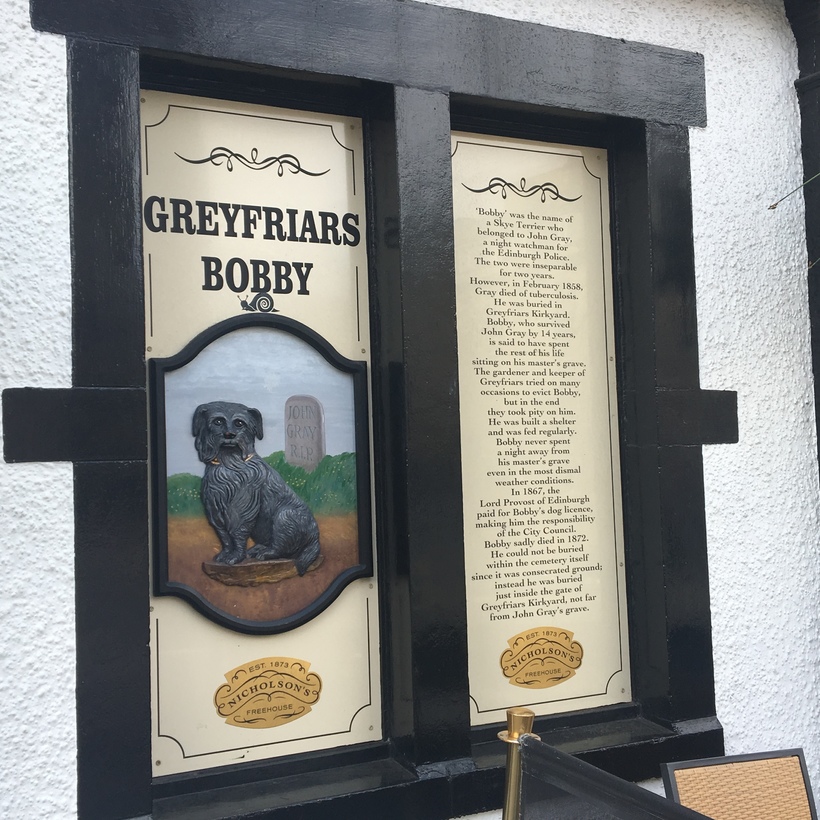 GREYFRIARS
BOBBY
JOHN
GRAY
R.I.P.
EST. 1873
NICHOLSON'S
FREEHOUSE
'Bobby' was the name of
a Skye Terrier who
belonged to John Gray,
a night watchman for
the Edinburgh Police.
The two were inseparable
for two years.
However, in February 1858,
Gray died of tuberculosis.
He was buried in
Greyfriars Kirkyard.
Bobby, who survived
John Gray by 14 years,
is said to have spent
the rest of his life
sitting on his master's grave.
The gardener and keeper of
Greyfriars tried on many
occasions to evict Bobby,
but in the end
they took pity on him.
He was built a shelter
and was fed regularly.
Bobby never spent
a night away from
his master's grave
even in the most dismal
weather conditions.
In 1867, the
Lord Provost of Edinburgh
paid for Bobby's dog licence,
making him the responsibility
of the City Council.
Bobby sadly died in 1872.
He could not be buried
within the cemetery itself
since it was consecrated ground;
instead he was buried
just inside the gate of
Greyfriars Kirkyard, not far
from John Gray's grave.
EST. 1873
NICHOLSON'S
FREEHOUSE